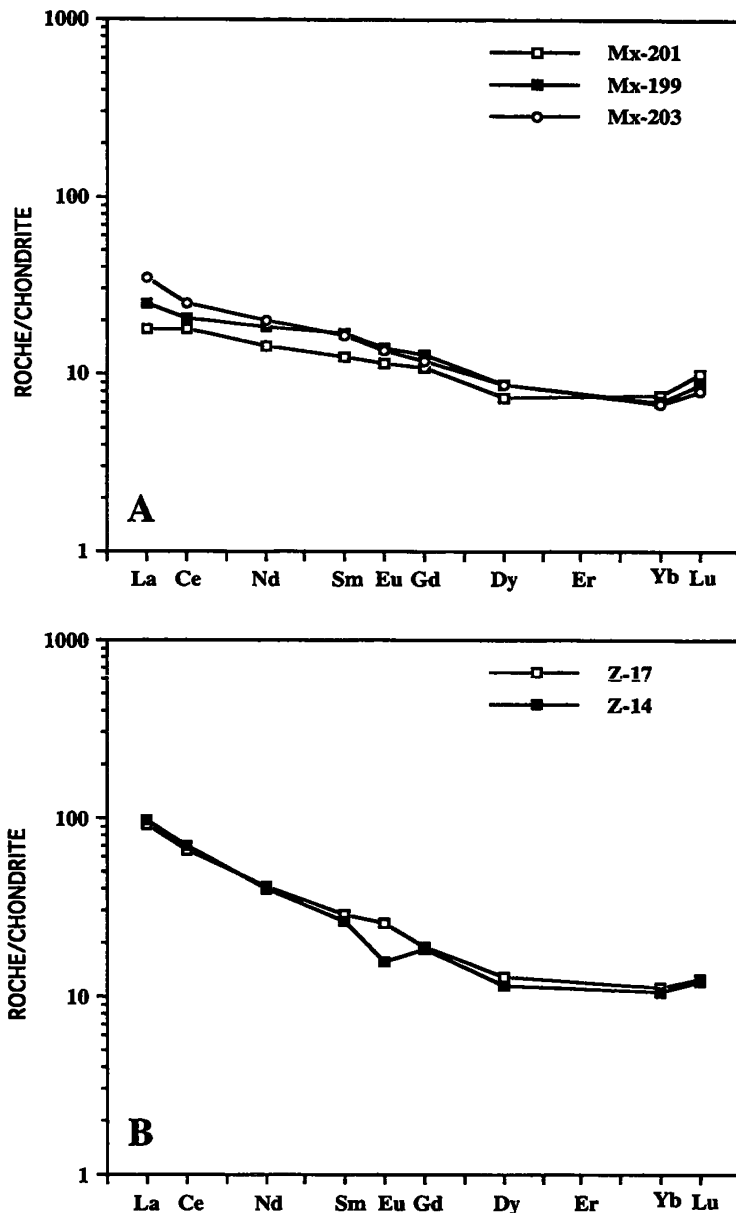 1000
Mx-201
Mx-199
Mx-203
100
10
1
ROCHE/CHONDRITE
A
La Ce Nd Sm Eu Gd Dy Er Yb Lu
1000
Z-17
Z-14
100
10
1
ROCHE/CHONDRITE
B
La Ce Nd Sm Eu Gd Dy Er Yb Lu